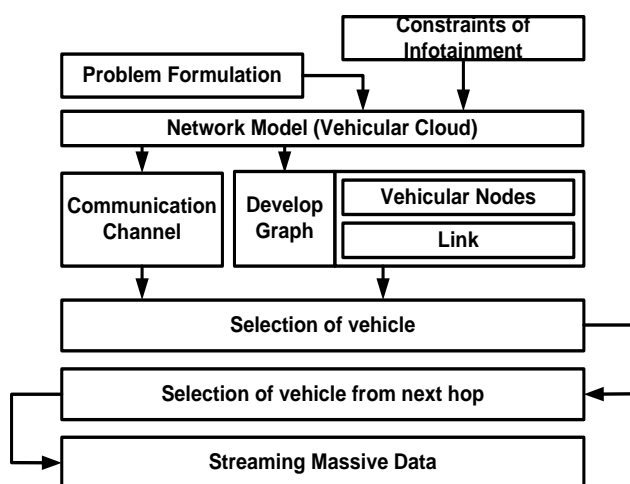 Constraints of
Infotainment
Problem Formulation
Network Model (Vehicular Cloud)
Communication
Channel
Develop
Graph
Vehicular Nodes
Link
Selection of vehicle
Selection of vehicle from next hop
Streaming Massive Data